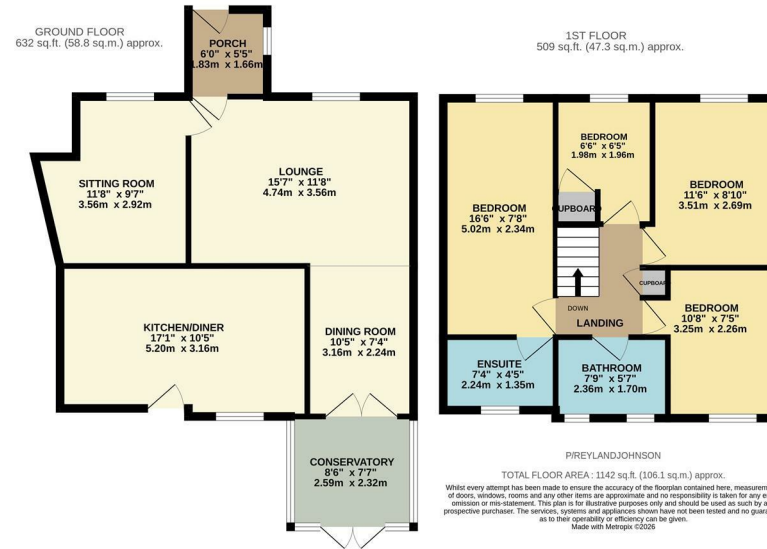 GROUND FLOOR
632 sq.ft. (58.8 sq.m.) approx.
PORCH
6'0" x 5'5"
1.83m x 1.66m
SITTING ROOM
11'8" x 9'7"
3.56m x 2.92m
LOUNGE
15'7" x 11'8"
4.74m x 3.56m
KITCHEN/DINER
17'1" x 10'5"
5.20m x 3.16m
DINING ROOM
10'5" x 7'4"
3.16m x 2.24m
CONSERVATORY
8'6" x 7'7"
2.59m x 2.32m
1ST FLOOR
509 sq.ft. (47.3 sq.m.) approx.
BEDROOM
6'6" x 6'5"
1.98m x 1.96m
BEDROOM
11'6" x 8'10"
3.51m x 2.69m
BEDROOM
16'6" x 7'8"
5.02m x 2.34m
CUPBOARD
CUPBOAR
DOWN
LANDING
BEDROOM
10'8" x 7'5"
3.25m x 2.26m
ENSUITE
7'4" x 4'5"
2.24m x 1.35m
BATHROOM
7'9" x 5'7"
2.36m x 1.70m
P/REYLANDJOHNSON
TOTAL FLOOR AREA : 1142 sq.ft. (106.1 sq.m.) approx.
Whilst every attempt has been made to ensure the accuracy of the floorplan contained here, measurem
of doors, windows, rooms and any other items are approximate and no responsibility is taken for any e
omission or mis-statement. This plan is for illustrative purposes only and should be used as such by a
prospective purchaser. The services, systems and appliances shown have not been tested and no guara
as to their operability or efficiency can be given.
Made with Metropix ©2026